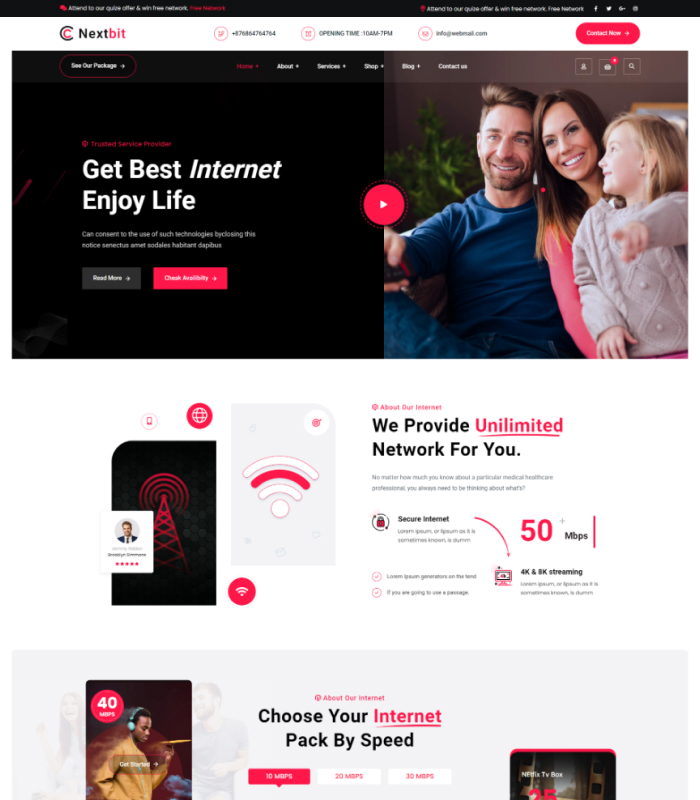 Attend to our quize offer & win free network. Free Network
Attend to our quize offer & win free network: Free Network
Nextbit
+876864764764
OPENING TIME :10AM-7PM
info@webmail.com
Contact Now →
See Our Package →
Home +
About +
Services +
Shop +
Blog +
Contact us
Trusted Service Provider
Get Best Internet
Enjoy Life
Can consent to the use of such technologies byclosing this
notice senectus amet sodales habitant dapibus
Read More →
Cheak Availiblity →
About Our Internet
We Provide Unilimited
Network For You.
No matter how much you know about a particular medical healthcare
professional, you always need to be thinking about what's?
Secure Internet
Lorem Ipsum, or lipsum as it is
sometimes known, is dumm
50 +
Mbps
Brooklyn Simmons
4K & 8K streaming
Lorem Ipsum, or lipsum as it is
sometimes known, is dumm
Lorem Ipsum generators on the tend
If you are going to use a passage.
40
MBPS
Get Started →
About Our Internet
Choose Your Internet
Pack By Speed
10 MBPS
20 MBPS
30 MBPS
NEtflix Tv Box